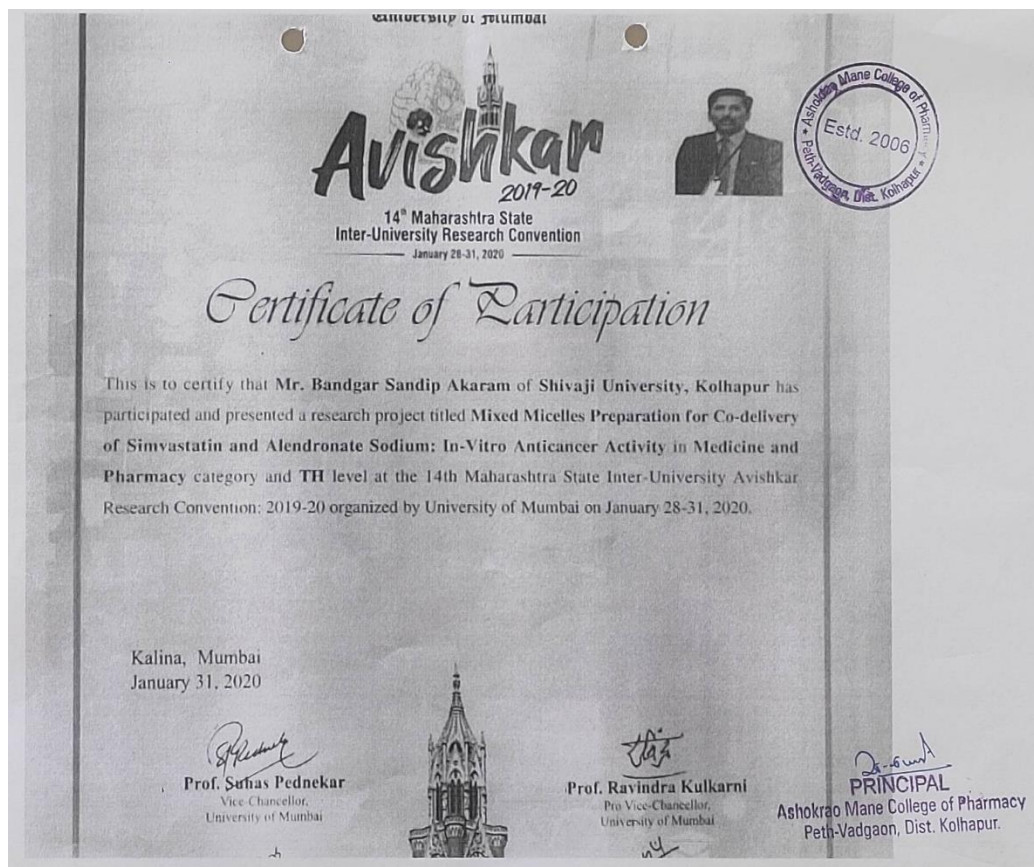 University of Mumbai
Avishkar
2019-20
14th Maharashtra State
Inter-University Research Convention
January 28-31, 2020
Ashokrao Mane College of Pharmacy
Estd. 2006
Peth-Vadgaon, Dist. Kolhapur
Certificate of Participation
This is to certify that Mr. Bandgar Sandip Akaram of Shivaji University, Kolhapur has
participated and presented a research project titled Mixed Micelles Preparation for Co-delivery
of Simvastatin and Alendronate Sodium: In-Vitro Anticancer Activity in Medicine and
Pharmacy category and TH level at the 14th Maharashtra State Inter-University Avishkar
Research Convention: 2019-20 organized by University of Mumbai on January 28-31, 2020.
Kalina, Mumbai
January 31, 2020
Prof. Suhas Pednekar
Vice-Chancellor,
University of Mumbai
Prof. Ravindra Kulkarni
Pro Vice-Chancellor,
University of Mumbai
PRINCIPAL
Ashokrao Mane College of Pharmacy
Peth-Vadgaon, Dist. Kolhapur.